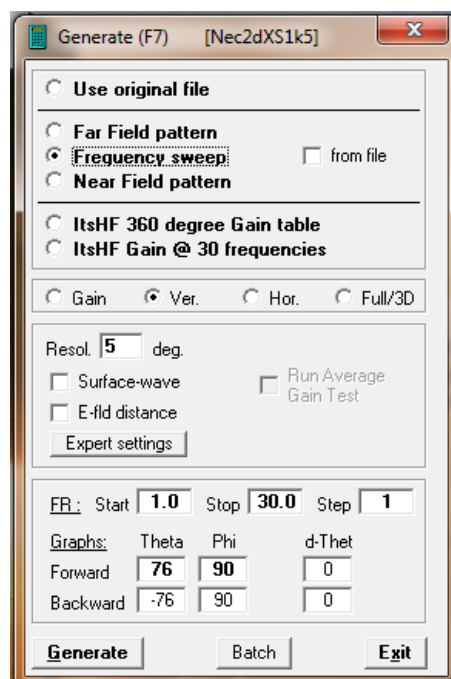 Generate (F7) [Nec2dXS1k5] X
Use original file
Far Field pattern
Frequency sweep from file
Near Field pattern
ItsHF 360 degree Gain table
ItsHF Gain @ 30 frequencies
Gain Ver. Hor. Full/3D
Resol. 5 deg.
Surface-wave Run Average
Gain Test
E-fld distance
Expert settings
FR : Start 1.0 Stop 30.0 Step 1
Graphs: Theta Phi d-Thet
Forward 76 90 0
Backward -76 90 0
Generate Batch Exit